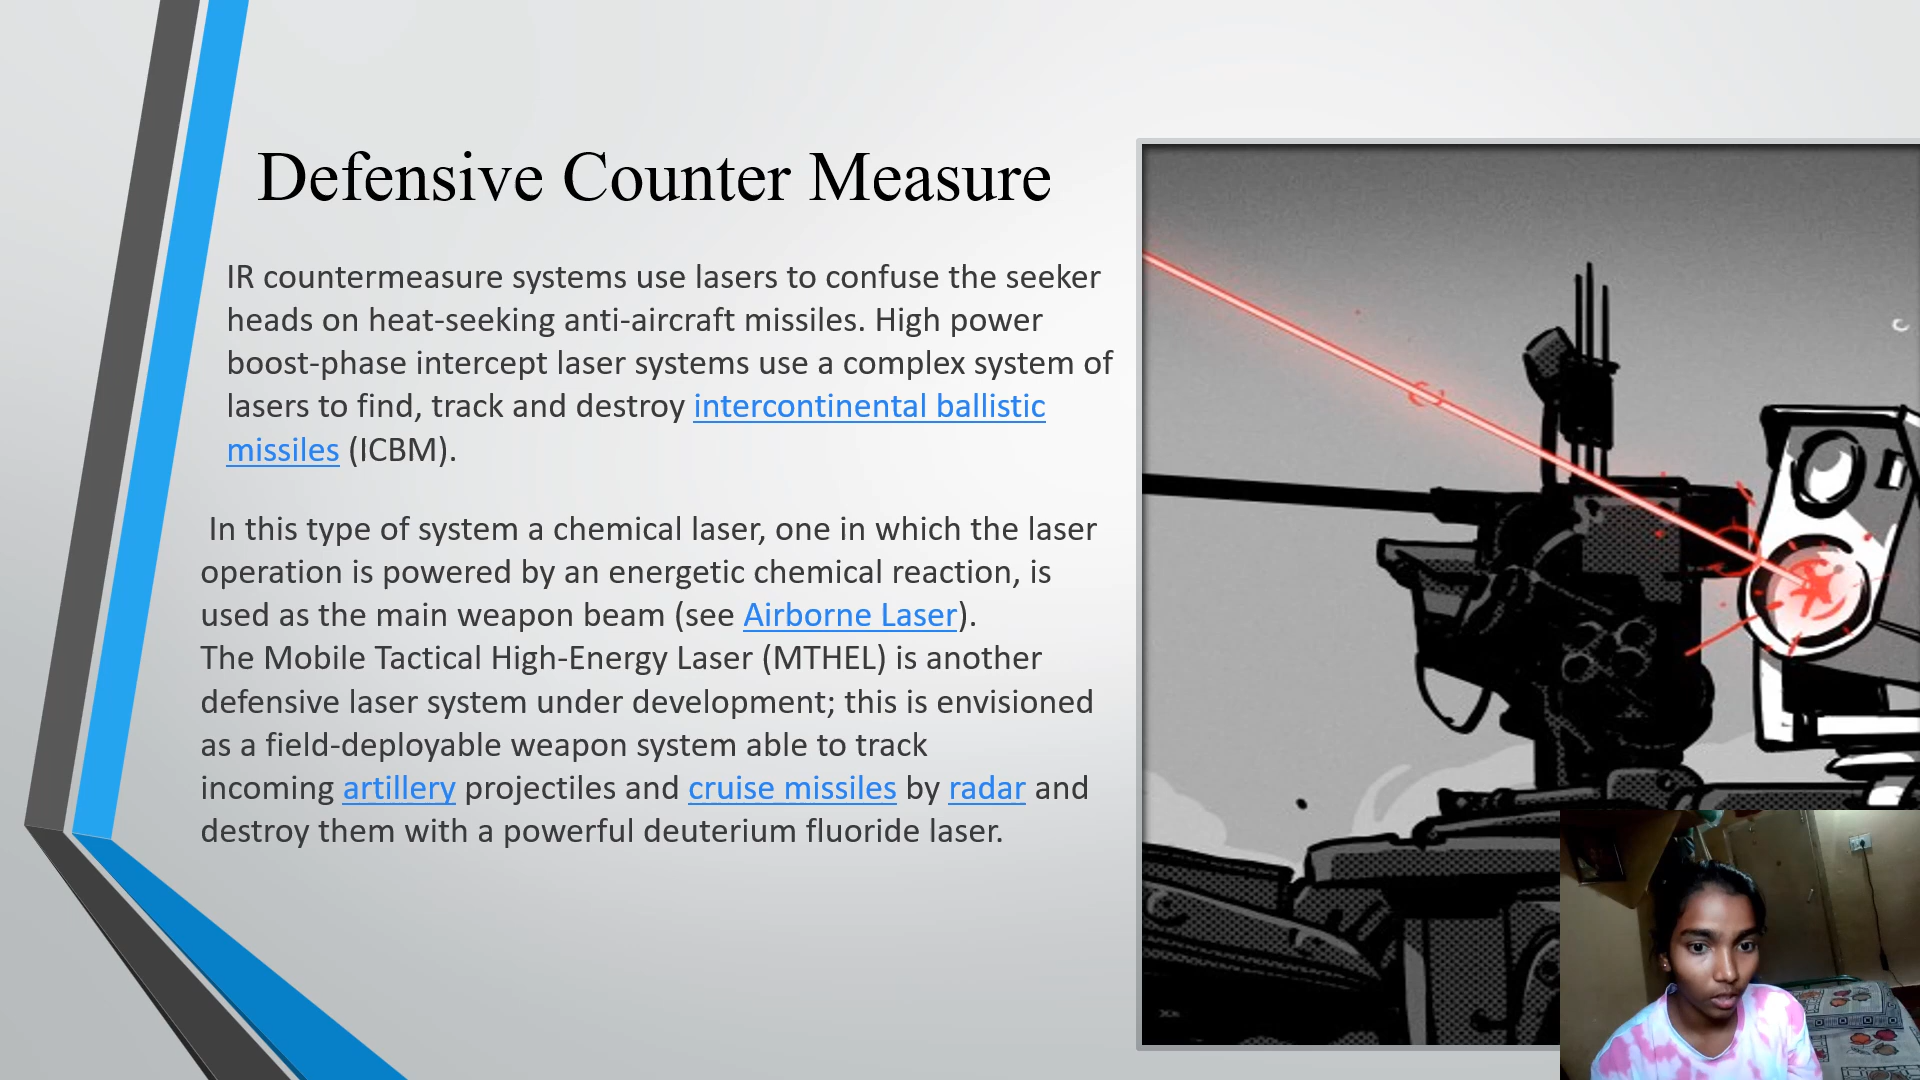 Defensive Counter Measure
IR countermeasure systems use lasers to confuse the seeker
heads on heat-seeking anti-aircraft missiles. High power
boost-phase intercept laser systems use a complex system of
lasers to find, track and destroy intercontinental ballistic
missiles (ICBM).
In this type of system a chemical laser, one in which the laser
operation is powered by an energetic chemical reaction, is
used as the main weapon beam (see Airborne Laser).
The Mobile Tactical High-Energy Laser (MTHEL) is another
defensive laser system under development; this is envisioned
as a field-deployable weapon system able to track
incoming artillery projectiles and cruise missiles by radar and
destroy them with a powerful deuterium fluoride laser.